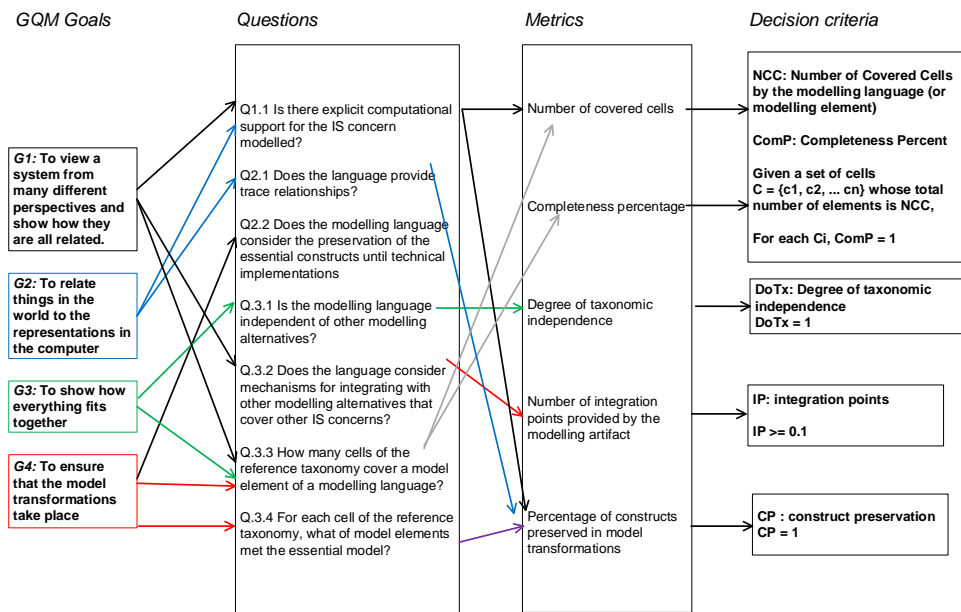 GQM Goals
Questions
Metrics
Decision criteria
G1: To view a
system from
many different
perspectives and
show how they
are all related.
G2: To relate
things in the
world to the
representations in
the computer
G3: To show how
everything fits
together
G4: To ensure
that the model
transformations
take place
Q1.1 Is there explicit computational
support for the IS concern
modelled?
Q2.1 Does the language provide
trace relationships?
Q2.2 Does the modelling language
consider the preservation of the
essential constructs until technical
implementations
Q.3.1 Is the modelling language
independent of other modelling
alternatives?
Q.3.2 Does the language consider
mechanisms for integrating with
other modelling alternatives that
cover other IS concerns?
Q.3.3 How many cells of the
reference taxonomy cover a model
element of a modelling language?
Q.3.4 For each cell of the reference
taxonomy, what of model elements
met the essential model?
Number of covered cells
Completeness percentage
Degree of taxonomic
independence
Number of integration
points provided by the
modelling artifact
Percentage of constructs
preserved in model
transformations
NCC: Number of Covered Cells
by the modelling language (or
modelling element)
ComP: Completeness Percent
Given a set of cells
C = {c1, c2, ... cn} whose total
number of elements is NCC,
For each Ci, ComP = 1
DoTx: Degree of taxonomic
independence
DoTx = 1
IP: integration points
IP >= 0.1
CP : construct preservation
CP = 1